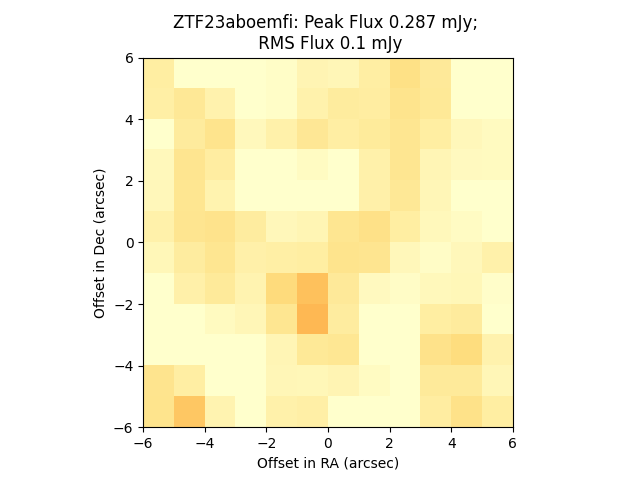 ZTF23aboemfi: Peak Flux 0.287 mJy;
RMS Flux 0.1 mJy
6
4
2
0
−2
−4
−6
Offset in Dec (arcsec)
−6 −4 −2 0 2 4 6
Offset in RA (arcsec)